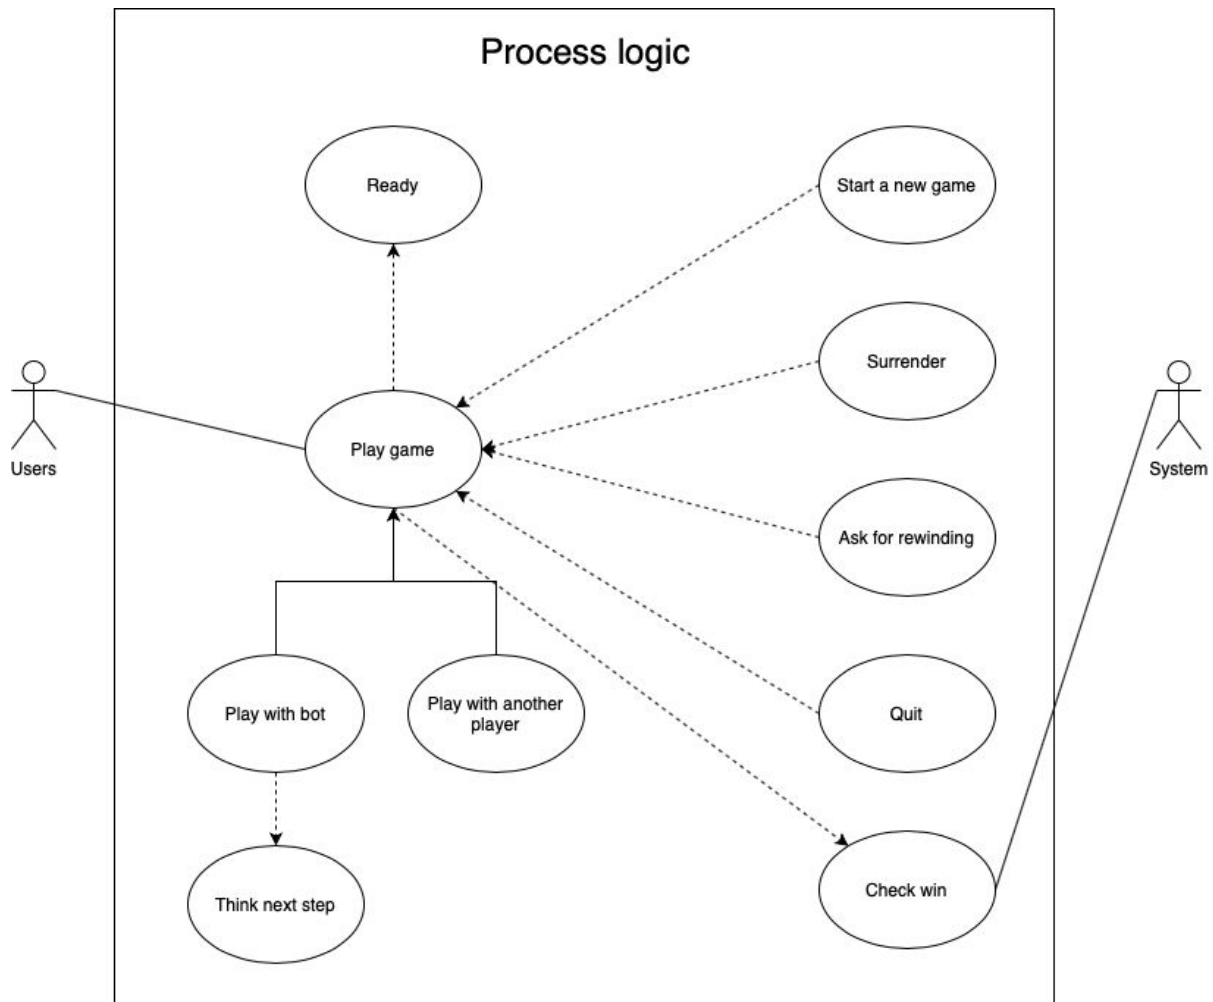 Process logic
Ready
Start a new game
Surrender
Users
Play game
System
Ask for rewinding
Play with bot
Play with another
player
Quit
Think next step
Check win